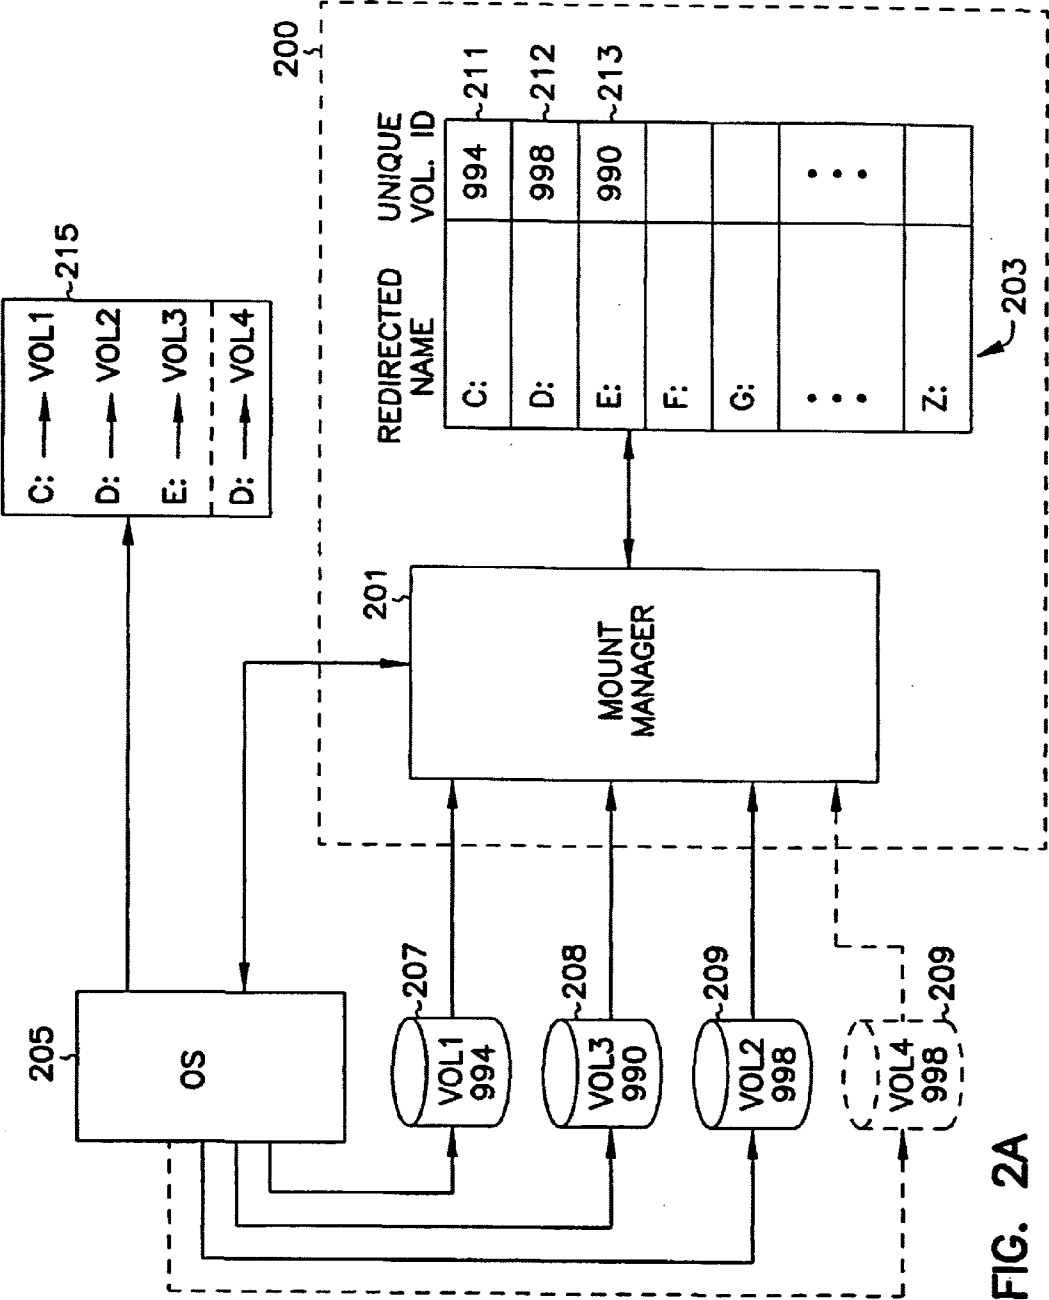 200
REDIRECTED
NAME
UNIQUE
VOL. ID
C: 994 211
D: 998 212
E: 990 213
F:
G:
Z:
203
215
C: VOL1
D: VOL2
E: VOL3
D: VOL4
201
MOUNT
MANAGER
205
OS
207
VOL1
994
208
VOL3
990
209
VOL2
998
209
VOL4
998
FIG. 2A